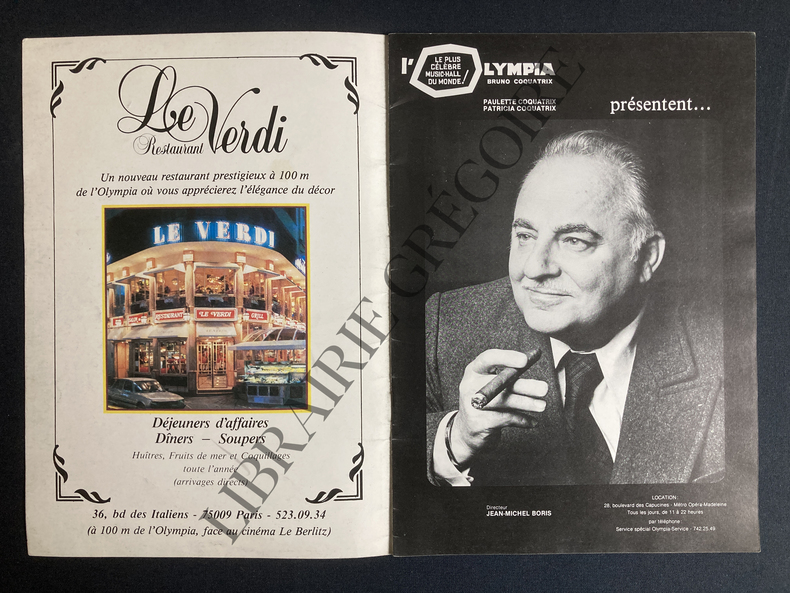 Le Verdi
Restaurant
Un nouveau restaurant prestigieux à 100 m
de l'Olympia où vous apprécierez l'élégance du décor
LE VERDI
RESTAURANT LE VERDI GRILL
Déjeuners d'affaires
Dîners – Soupers
Huîtres, Fruits de mer et Coquillages
toute l'année
(arrivages directs)
36, bd des Italiens - 75009 Paris - 523.09.34
(à 100 m de l'Olympia, face au cinéma Le Berlitz)
l'OLYMPIA
LE PLUS
CÉLÈBRE
MUSIC-HALL
DU MONDE!
BRUNO COQUATRIX
PAULETTE COQUATRIX
PATRICIA COQUATRIX
présentent...
Directeur
JEAN-MICHEL BORIS
LOCATION:
28, boulevard des Capucines - Métro Opéra-Madeleine
Tous les jours, de 11 à 22 heures
par téléphone:
Service spécial Olympia-Service - 742.25.49
LIBRAIRIE GRÉGOIRE